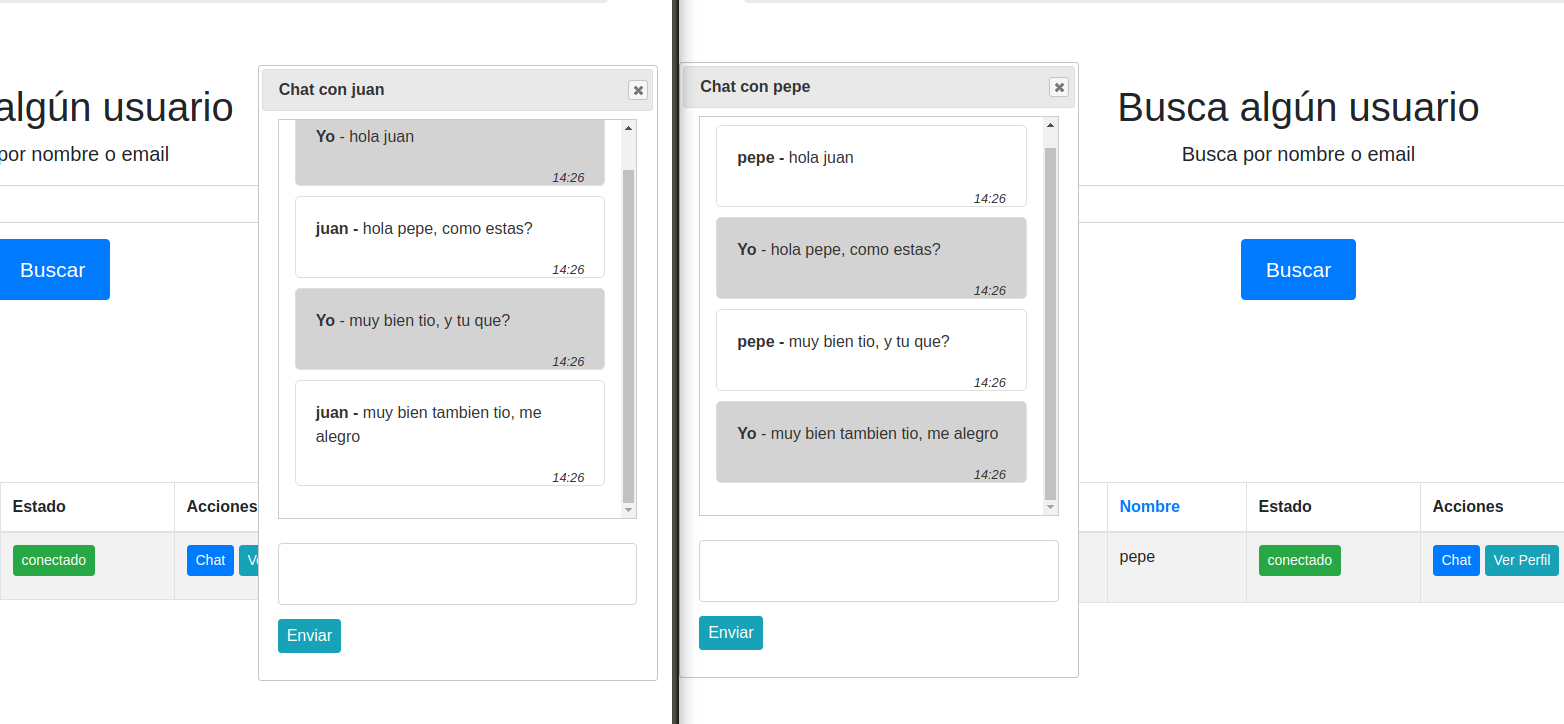 algún usuario
por nombre o email
Buscar
Estado
Acciones
conectado
Chat
Chat con juan
Yo - hola juan
14:26
juan - hola pepe, como estas?
14:26
Yo - muy bien tio, y tu que?
14:26
juan - muy bien tambien tio, me
alegro
14:26
Enviar
Chat con pepe
pepe - hola juan
14:26
Yo - hola pepe, como estas?
14:26
pepe - muy bien tio, y tu que?
14:26
Yo - muy bien tambien tio, me alegro
14:26
Enviar
Busca algún usuario
Busca por nombre o email
Buscar
Nombre
Estado
Acciones
pepe
conectado
Chat
Ver Perfil